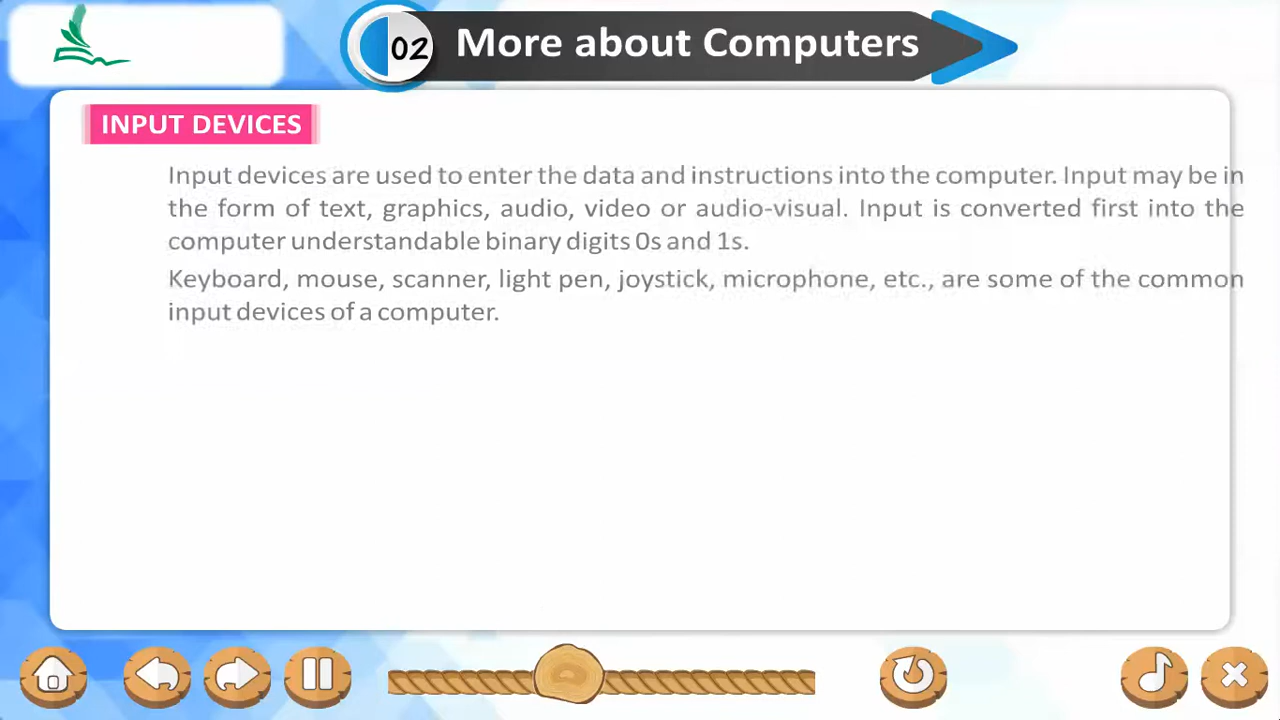 02 More about Computers
INPUT DEVICES
Input devices are used to enter the data and instructions into the computer. Input may be in
the form of text, graphics, audio, video or audio-visual. Input is converted first into the
computer understandable binary digits 0s and 1s.
Keyboard, mouse, scanner, light pen, joystick, microphone, etc., are some of the common
input devices of a computer.